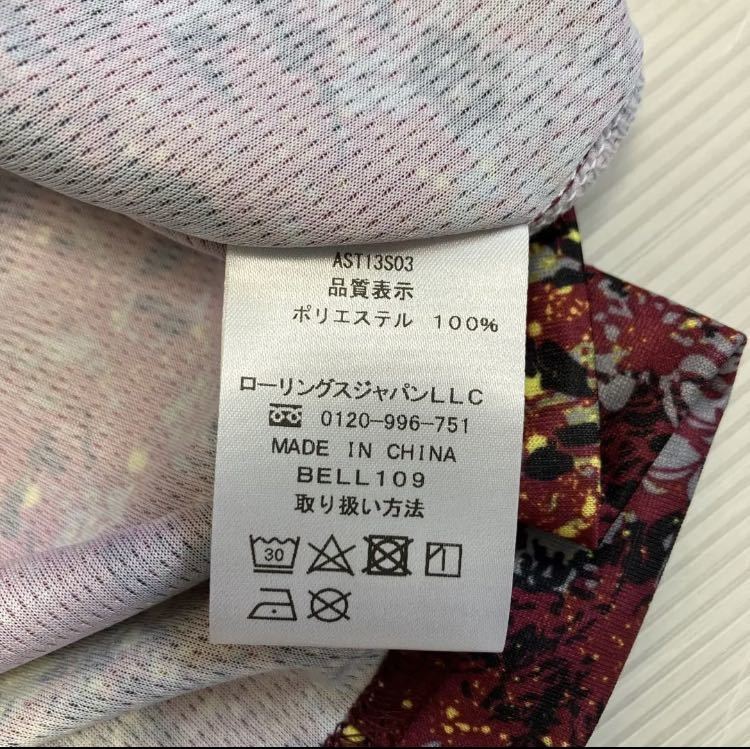 AST13S03
品質表示
ポリエステル 100%
ローリングスジャパンLLC
0120-996-751
MADE IN CHINA
BELL109
取り扱い方法
30